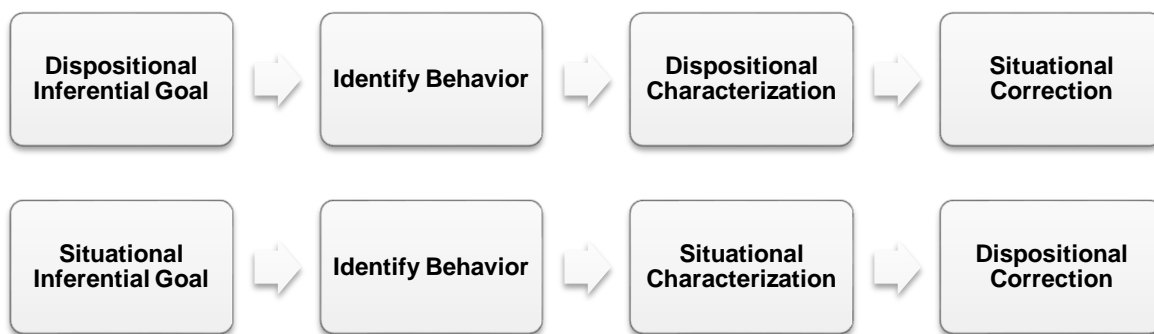 Dispositional
Inferential Goal
Identify Behavior
Dispositional
Characterization
Situational
Correction
Situational
Inferential Goal
Identify Behavior
Situational
Characterization
Dispositional
Correction